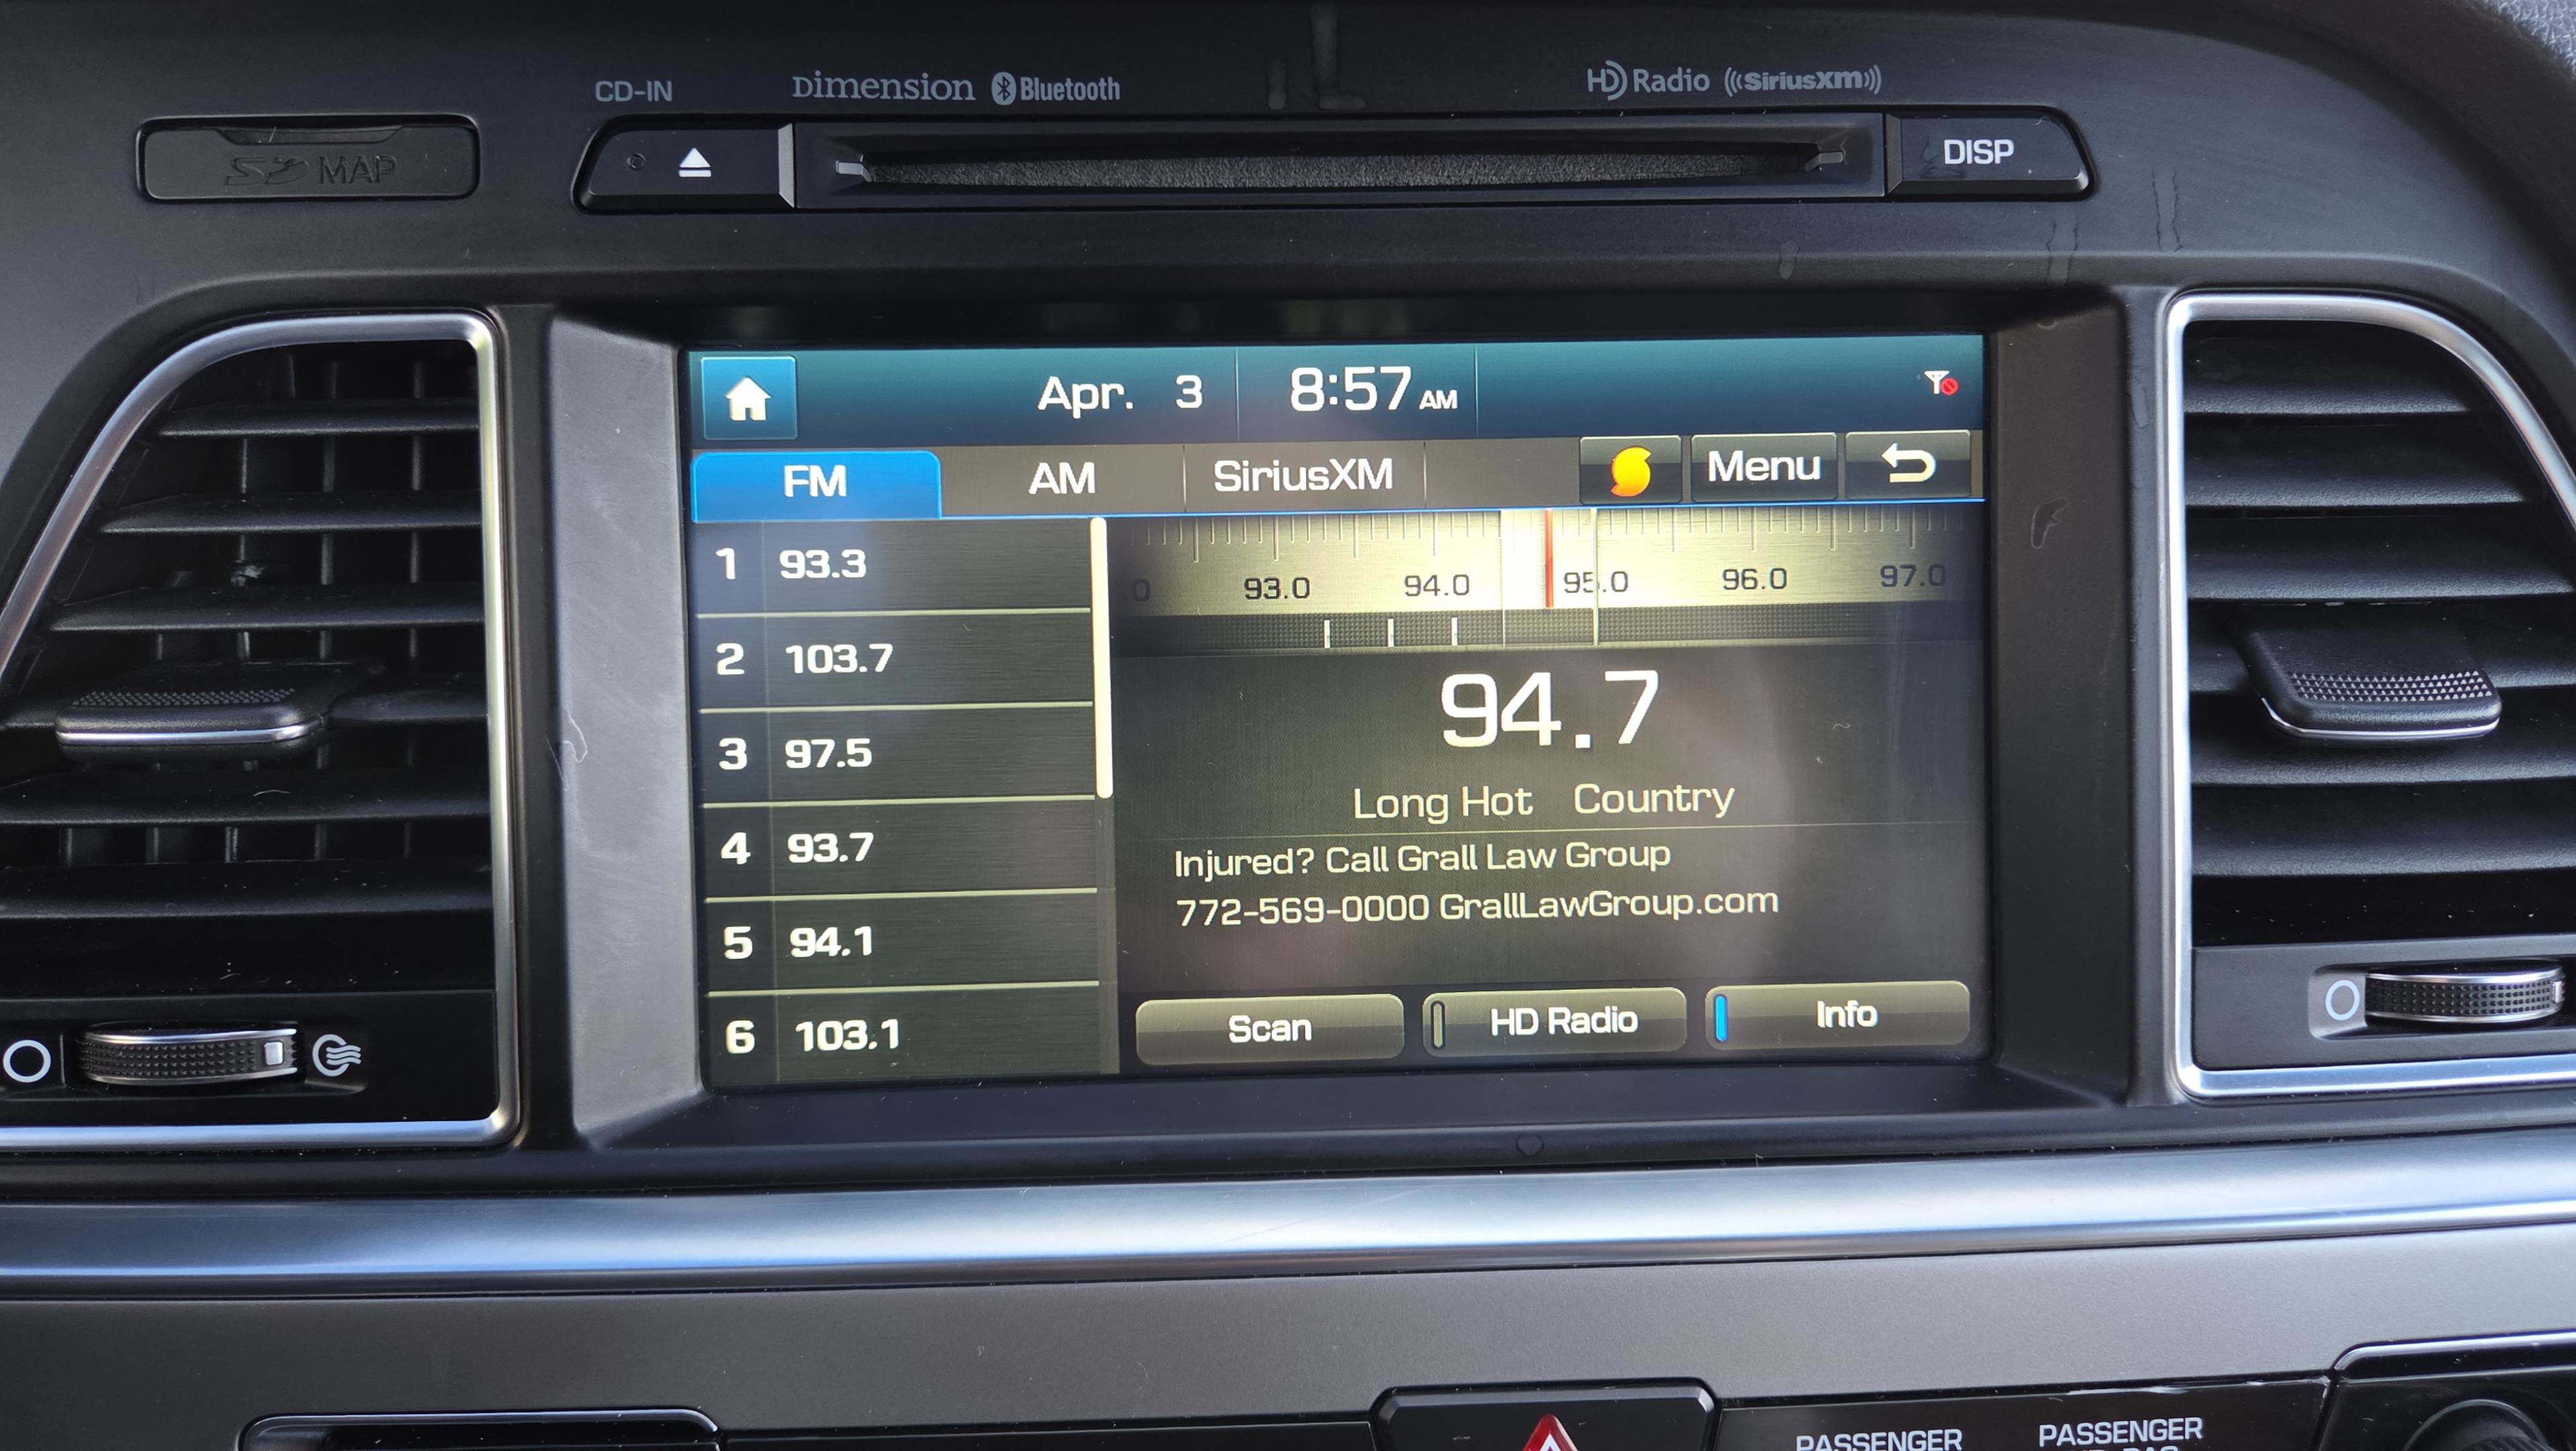 CD-IN Dimension Bluetooth HD Radio ((SiriusXM))
SD MAP
DISP
Apr. 3 8:57 AM
FM AM SiriusXM Menu
1 93.3
2 103.7
3 97.5
4 93.7
5 94.1
6 103.1
0 93.0 94.0 95.0 96.0 97.0
94.7
Long Hot Country
Injured? Call Grall Law Group
772-569-0000 GrallLawGroup.com
Scan HD Radio Info
PASSENGER PASSENGER